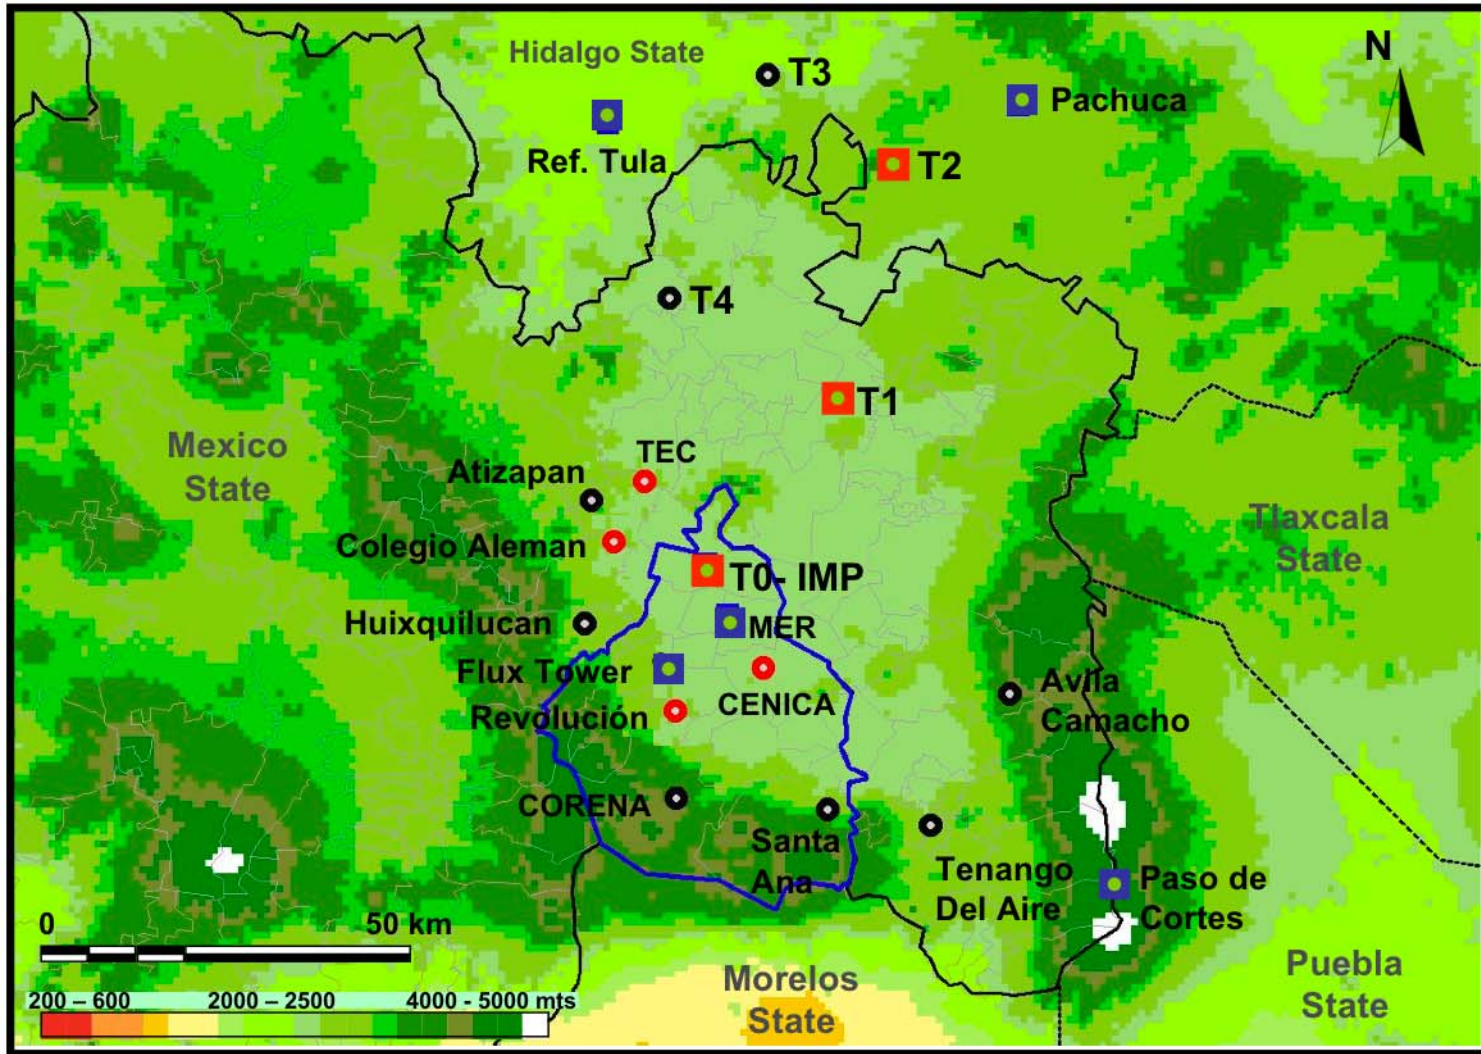 Hidalgo State
N
T3
Pachuca
Ref. Tula
T2
T4
T1
Mexico
State
TEC
Atizapan
Colegio Aleman
Tlaxcala
State
T0- IMP
Huixquilucan
MER
Flux Tower
CENICA
Revolución
Avila
Camacho
CORENA
Santa
Ana
Tenango
Del Aire
Paso de
Cortes
0 50 km
Morelos
State
Puebla
State
200 – 600 2000 – 2500 4000 - 5000 mts